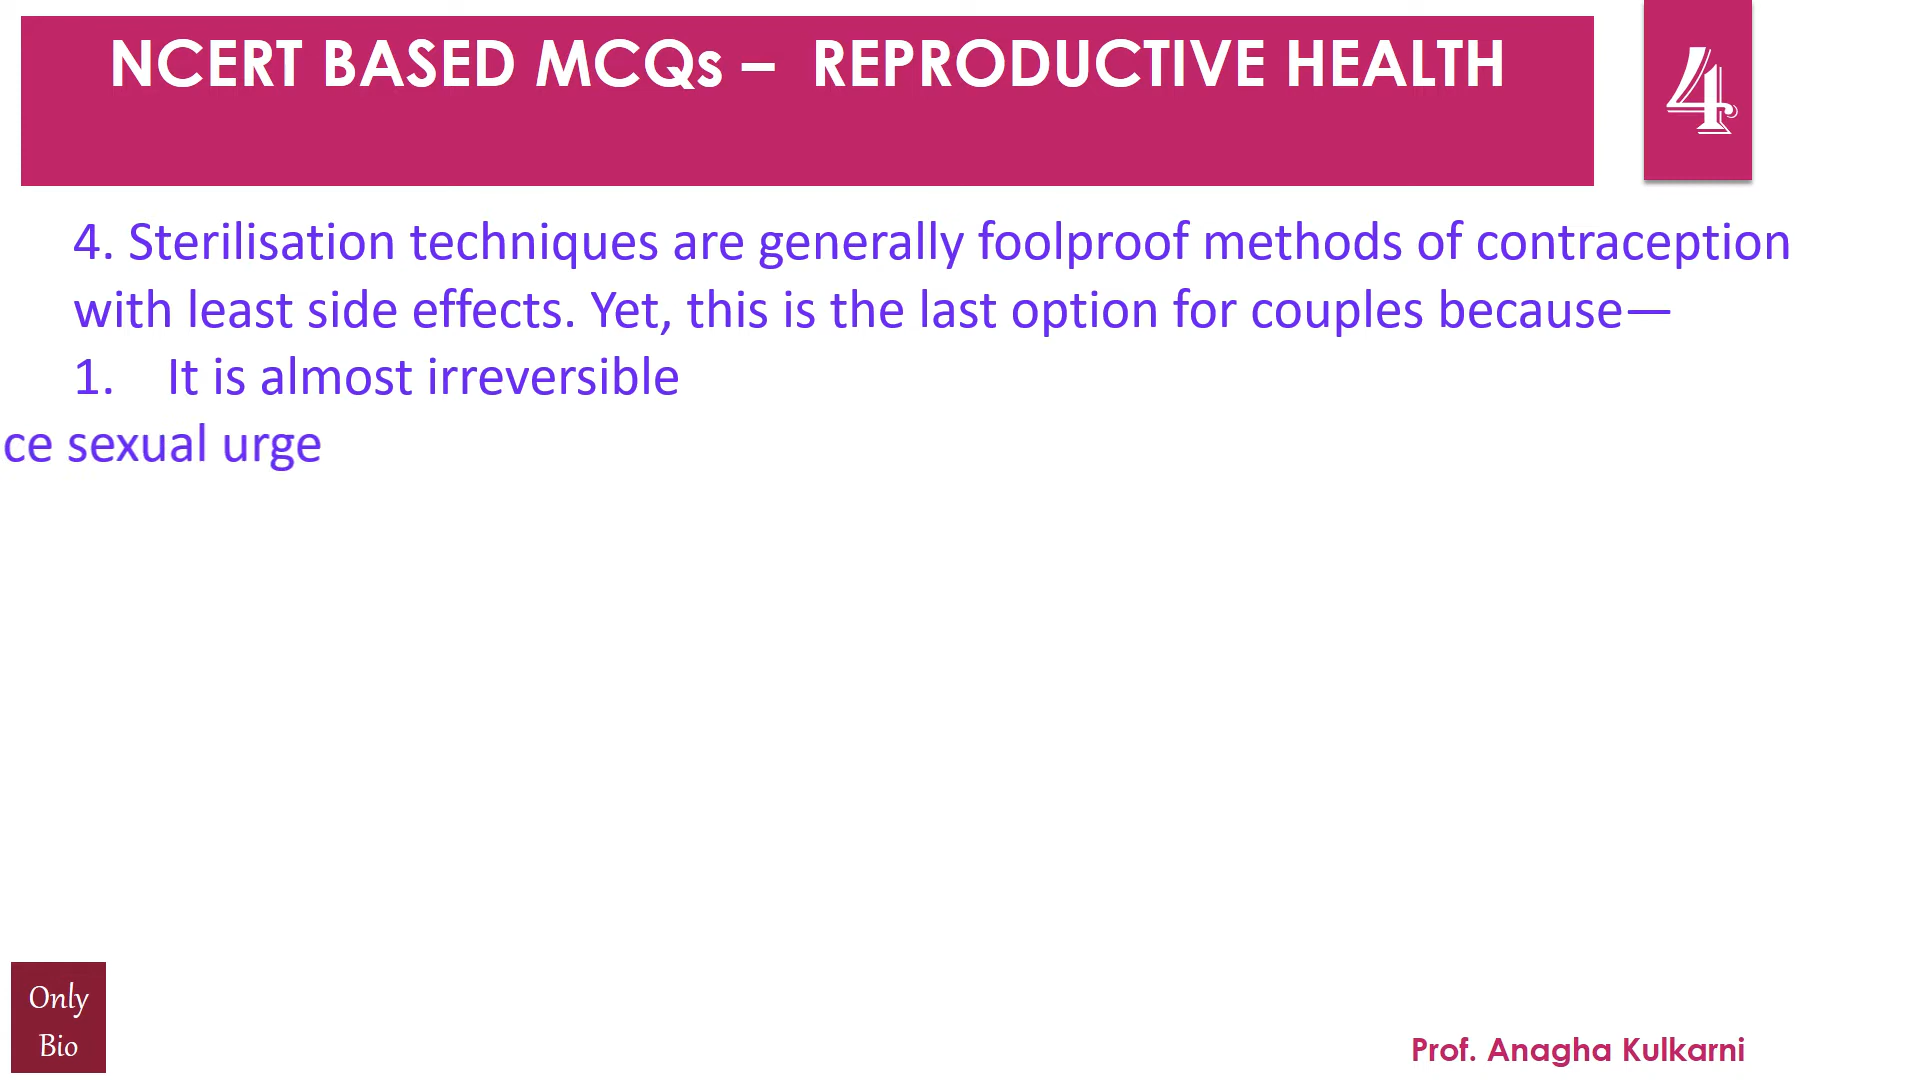 NCERT BASED MCQs – REPRODUCTIVE HEALTH
4
4. Sterilisation techniques are generally foolproof methods of contraception
with least side effects. Yet, this is the last option for couples because—
1. It is almost irreversible
ce sexual urge
Only
Bio
Prof. Anagha Kulkarni